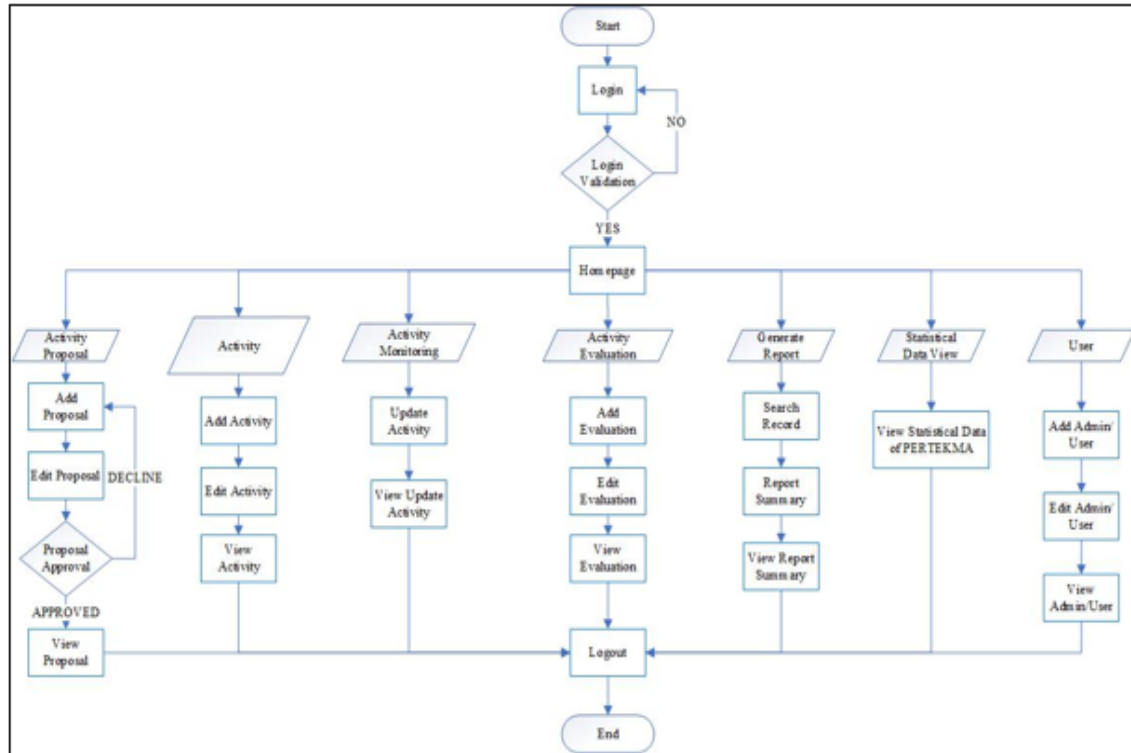 Start
Login
NO
Login
Validation
YES
Homepage
Activity
Proposal
Activity
Activity
Monitoring
Activity
Evaluation
Generate
Report
Statistical
Data View
User
Add
Proposal
Edit Proposal
DECLINE
Proposal
Approval
APPROVED
View
Proposal
Add Activity
Edit Activity
View
Activity
Update
Activity
View Update
Activity
Add
Evaluation
Edit
Evaluation
View
Evaluation
Search
Record
Report
Summary
View Report
Summary
View Statistical Data
of PERTEKMA
Add Admin/
User
Edit Admin/
User
View
Admin/User
Logout
End